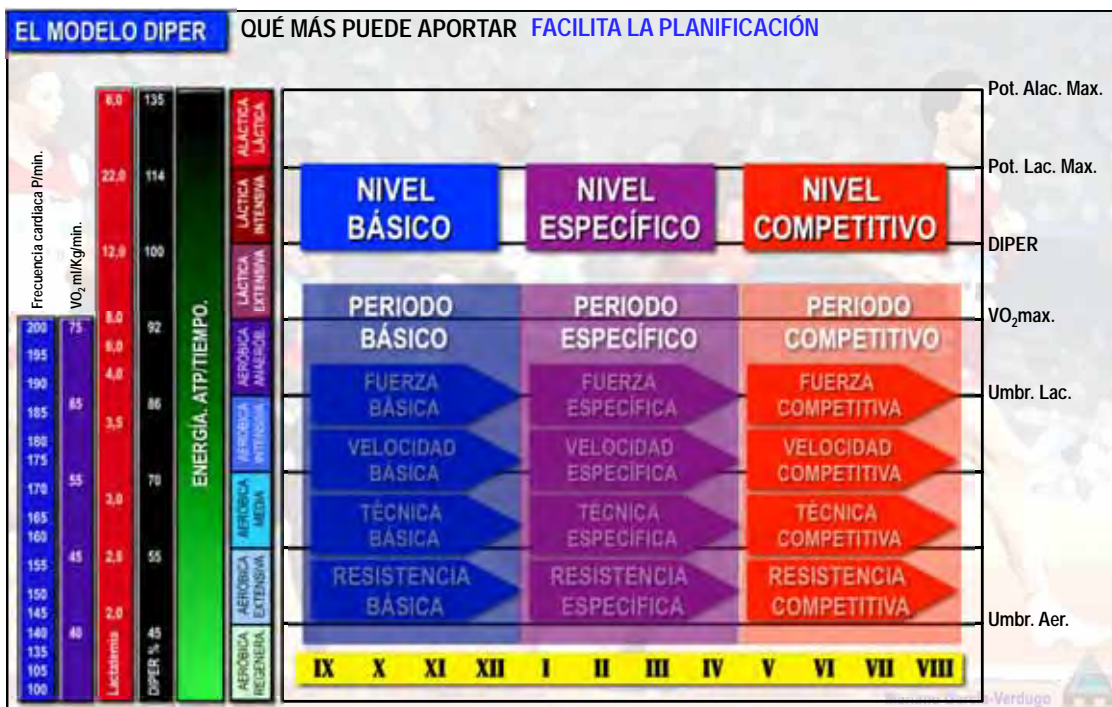 EL MODELO DIPER
QUÉ MÁS PUEDE APORTAR FACILITA LA PLANIFICACIÓN
Frecuencia cardiaca P/min.
200
195
190
185
180
175
170
165
160
155
150
145
140
135
105
100
VO2 ml/Kg/min.
75
65
55
45
40
8,0
22,0
12,9
8,0
6,0
4,0
3,5
3,0
2,5
2,0
Lactatemia
135
114
100
92
86
70
55
45
DIPER %
ENERGÍA. ATP/TIEMPO.
ALÁCTICA
LÁCTICA
LÁCTICA
INTENSIVA
LÁCTICA
EXTENSIVA
AERÓBICA
ANAERÓB.
AERÓBICA
INTENSIVA
AERÓBICA
MEDIA
AERÓBICA
EXTENSIVA
AERÓBICA
REGENERA.
NIVEL
BÁSICO
NIVEL
ESPECÍFICO
NIVEL
COMPETITIVO
PERIODO
BÁSICO
PERIODO
ESPECÍFICO
PERIODO
COMPETITIVO
FUERZA
BÁSICA
FUERZA
ESPECÍFICA
FUERZA
COMPETITIVA
VELOCIDAD
BÁSICA
VELOCIDAD
ESPECÍFICA
VELOCIDAD
COMPETITIVA
TÉCNICA
BÁSICA
TÉCNICA
ESPECÍFICA
TÉCNICA
COMPETITIVA
RESISTENCIA
BÁSICA
RESISTENCIA
ESPECÍFICA
RESISTENCIA
COMPETITIVA
IX X XI XII I II III IV V VI VII VIII
Pot. Alac. Max.
Pot. Lac. Max.
DIPER
VO2max.
Umbr. Lac.
Umbr. Aer.
Mariano García-Verdugo